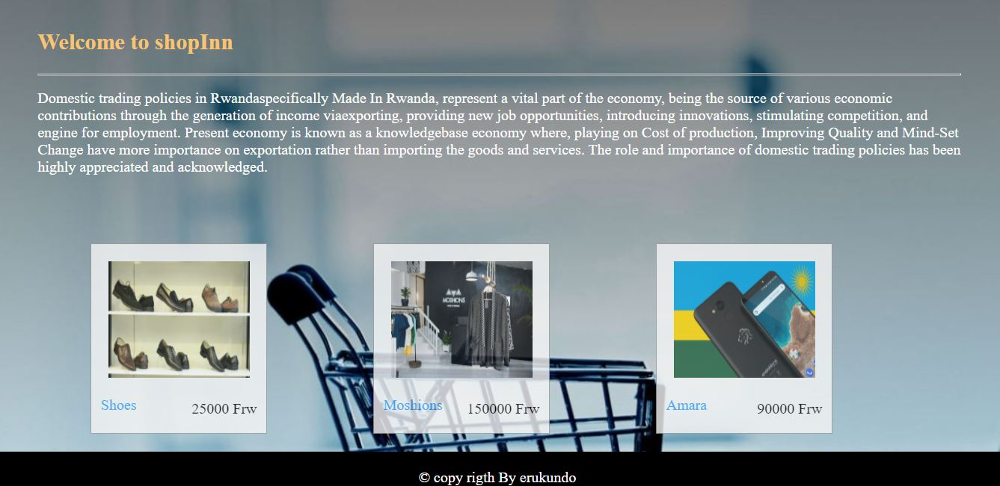 Welcome to shopInn
Domestic trading policies in Rwandaspecifically Made In Rwanda, represent a vital part of the economy, being the source of various economic
contributions through the generation of income viaexporting, providing new job opportunities, introducing innovations, stimulating competition, and
engine for employment. Present economy is known as a knowledgebase economy where, playing on Cost of production, Improving Quality and Mind-Set
Change have more importance on exportation rather than importing the goods and services. The role and importance of domestic trading policies has been
highly appreciated and acknowledged.
MOSHIONS
Shoes 25000 Frw
Moshions 150000 Frw
Amara 90000 Frw
© copy rigth By erukundo